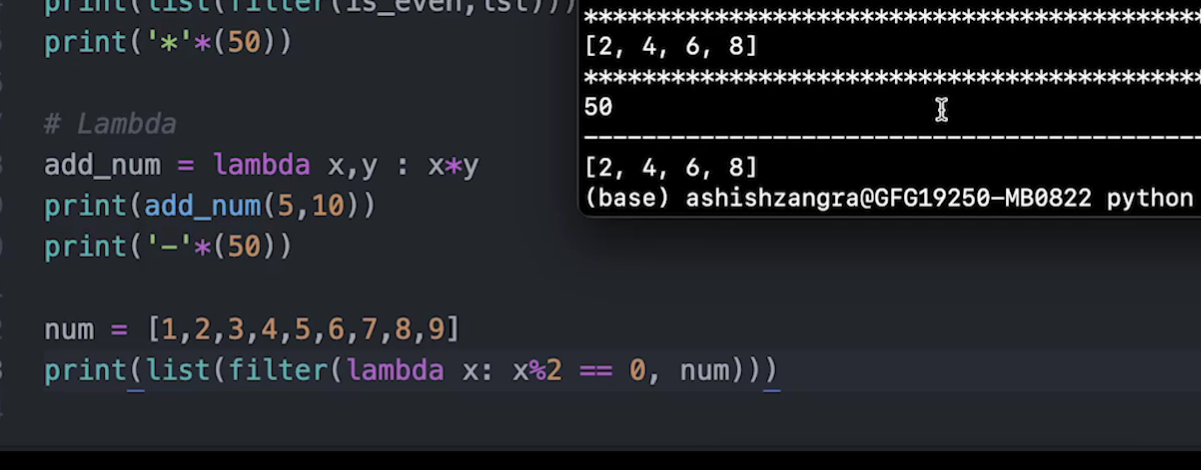 print(list(filter(is_even,lst)))
print('*'*(50))
# Lambda
add_num = lambda x,y : x*y
print(add_num(5,10))
print('-'*(50))
num = [1,2,3,4,5,6,7,8,9]
print(list(filter(lambda x: x%2 == 0, num)))
*******************************************
[2, 4, 6, 8]
*******************************************
50
-------------------------------------------
[2, 4, 6, 8]
(base) ashishzangra@GFG19250-MB0822 python